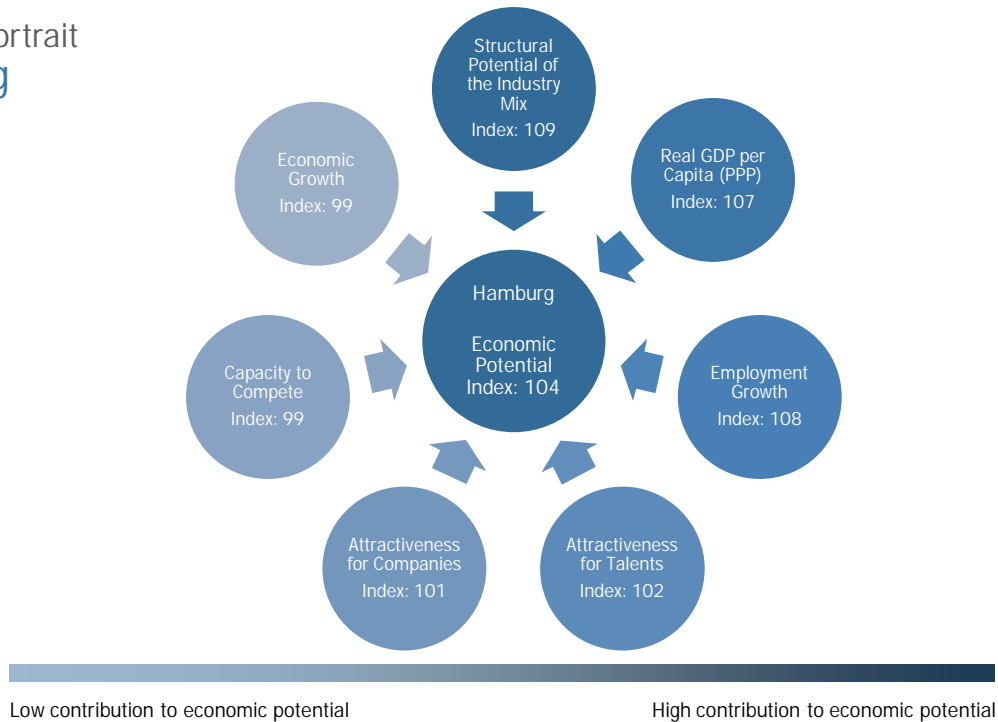 ortrait
g
Structural
Potential of
the Industry
Mix
Index: 109
Real GDP per
Capita (PPP)
Index: 107
Employment
Growth
Index: 108
Attractiveness
for Talents
Index: 102
Attractiveness
for Companies
Index: 101
Capacity to
Compete
Index: 99
Economic
Growth
Index: 99
Hamburg
Economic
Potential
Index: 104
Low contribution to economic potential
High contribution to economic potential